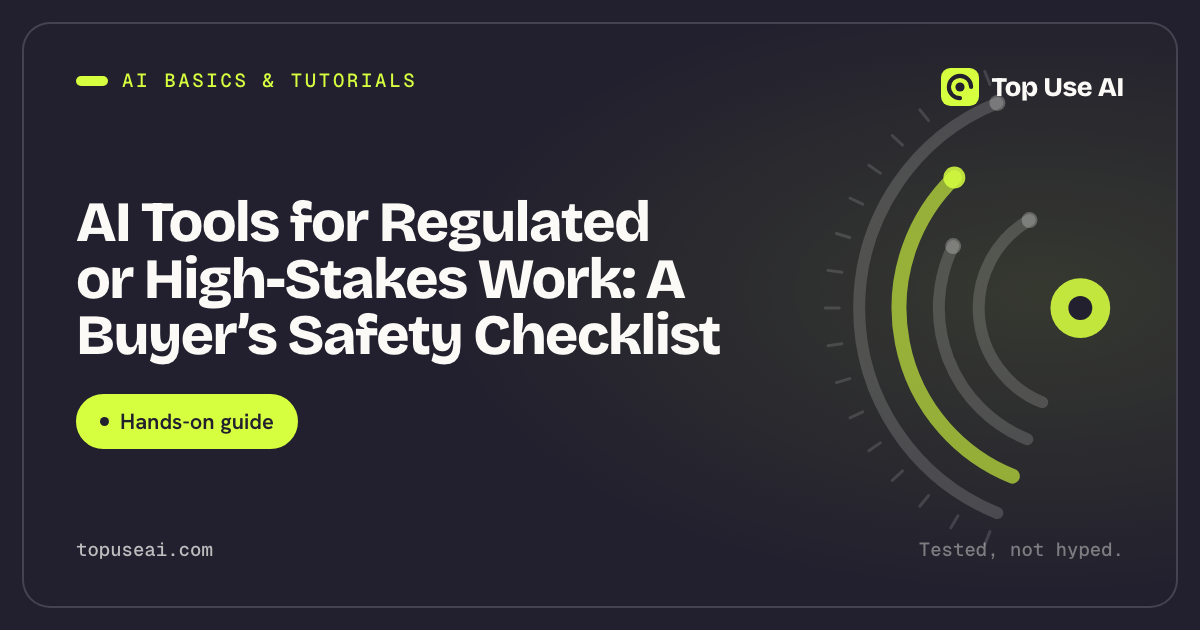 AI BASICS & TUTORIALS
Top Use AI
AI Tools for Regulated
or High-Stakes Work: A
Buyer’s Safety Checklist
Hands-on guide
topuseai.com
Tested, not hyped.